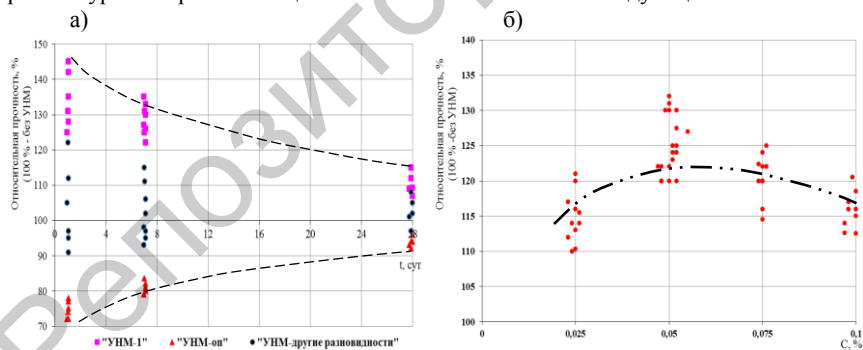 а)
б)
Относительная прочность, %
(100 % - без УНМ)
150
140
130
120
110
100
90
80
70
0
4
8
12
16
20
24
28
t, сут
"УНМ-1"
"УНМ-оп"
"УНМ-другие разновидности"
Относительная прочность, %
(100 % -без УНМ)
140
135
130
125
120
115
110
105
100
0
0,025
0,05
0,075
0,1
С, %